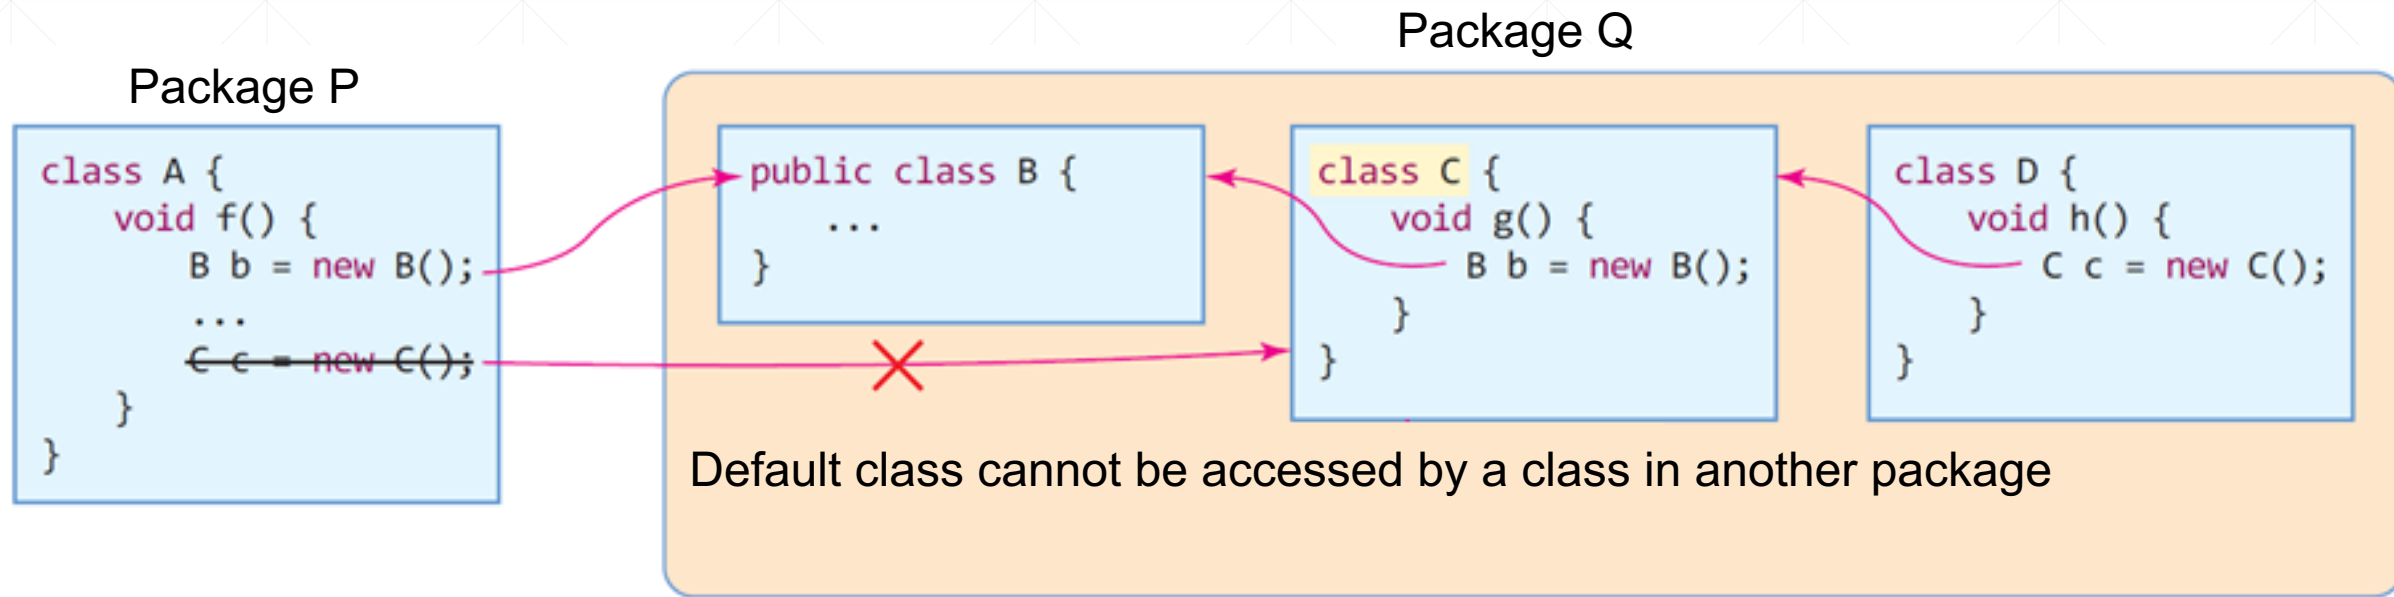 Package Q
Package P
class A {
void f() {
B b = new B();
...
C c = new C();
}
}
public class B {
...
}
class C {
void g() {
B b = new B();
}
}
class D {
void h() {
C c = new C();
}
}
Default class cannot be accessed by a class in another package